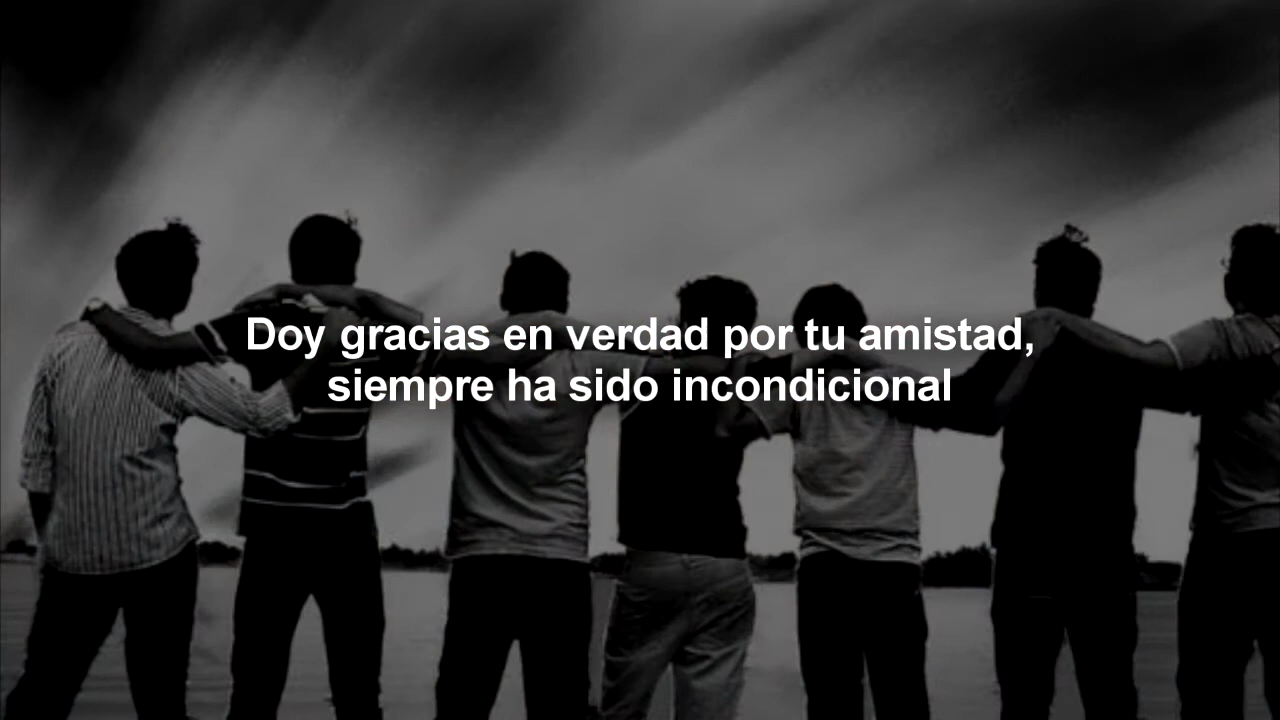 Doy gracias en verdad por tu amistad,
siempre ha sido incondicional